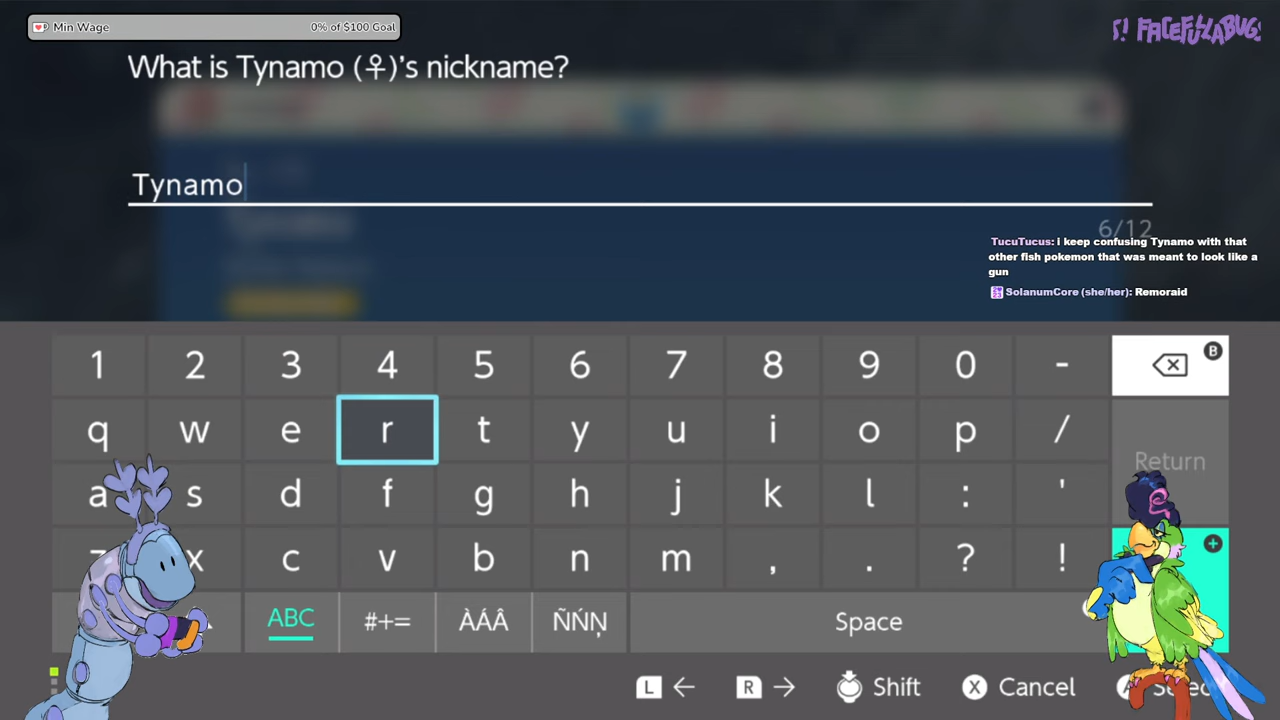 Min Wage
0% of $100 Goal
FACEFULLABUGS!
What is Tynamo (♀)'s nickname?
Tynamo
6/12
TucuTucus: i keep confusing Tynamo with that
other fish pokemon that was meant to look like a
gun
SolanumCore (she/her): Remoraid
1 2 3 4 5 6 7 8 9 0 -
B
q w e r t y u i o p /
Return
a s d f g h j k l : '
z x c v b n m , . ? !
+
ABC #+= ÀÁÂ ÑŃŅ Space
L ← R → Shift X Cancel A Select